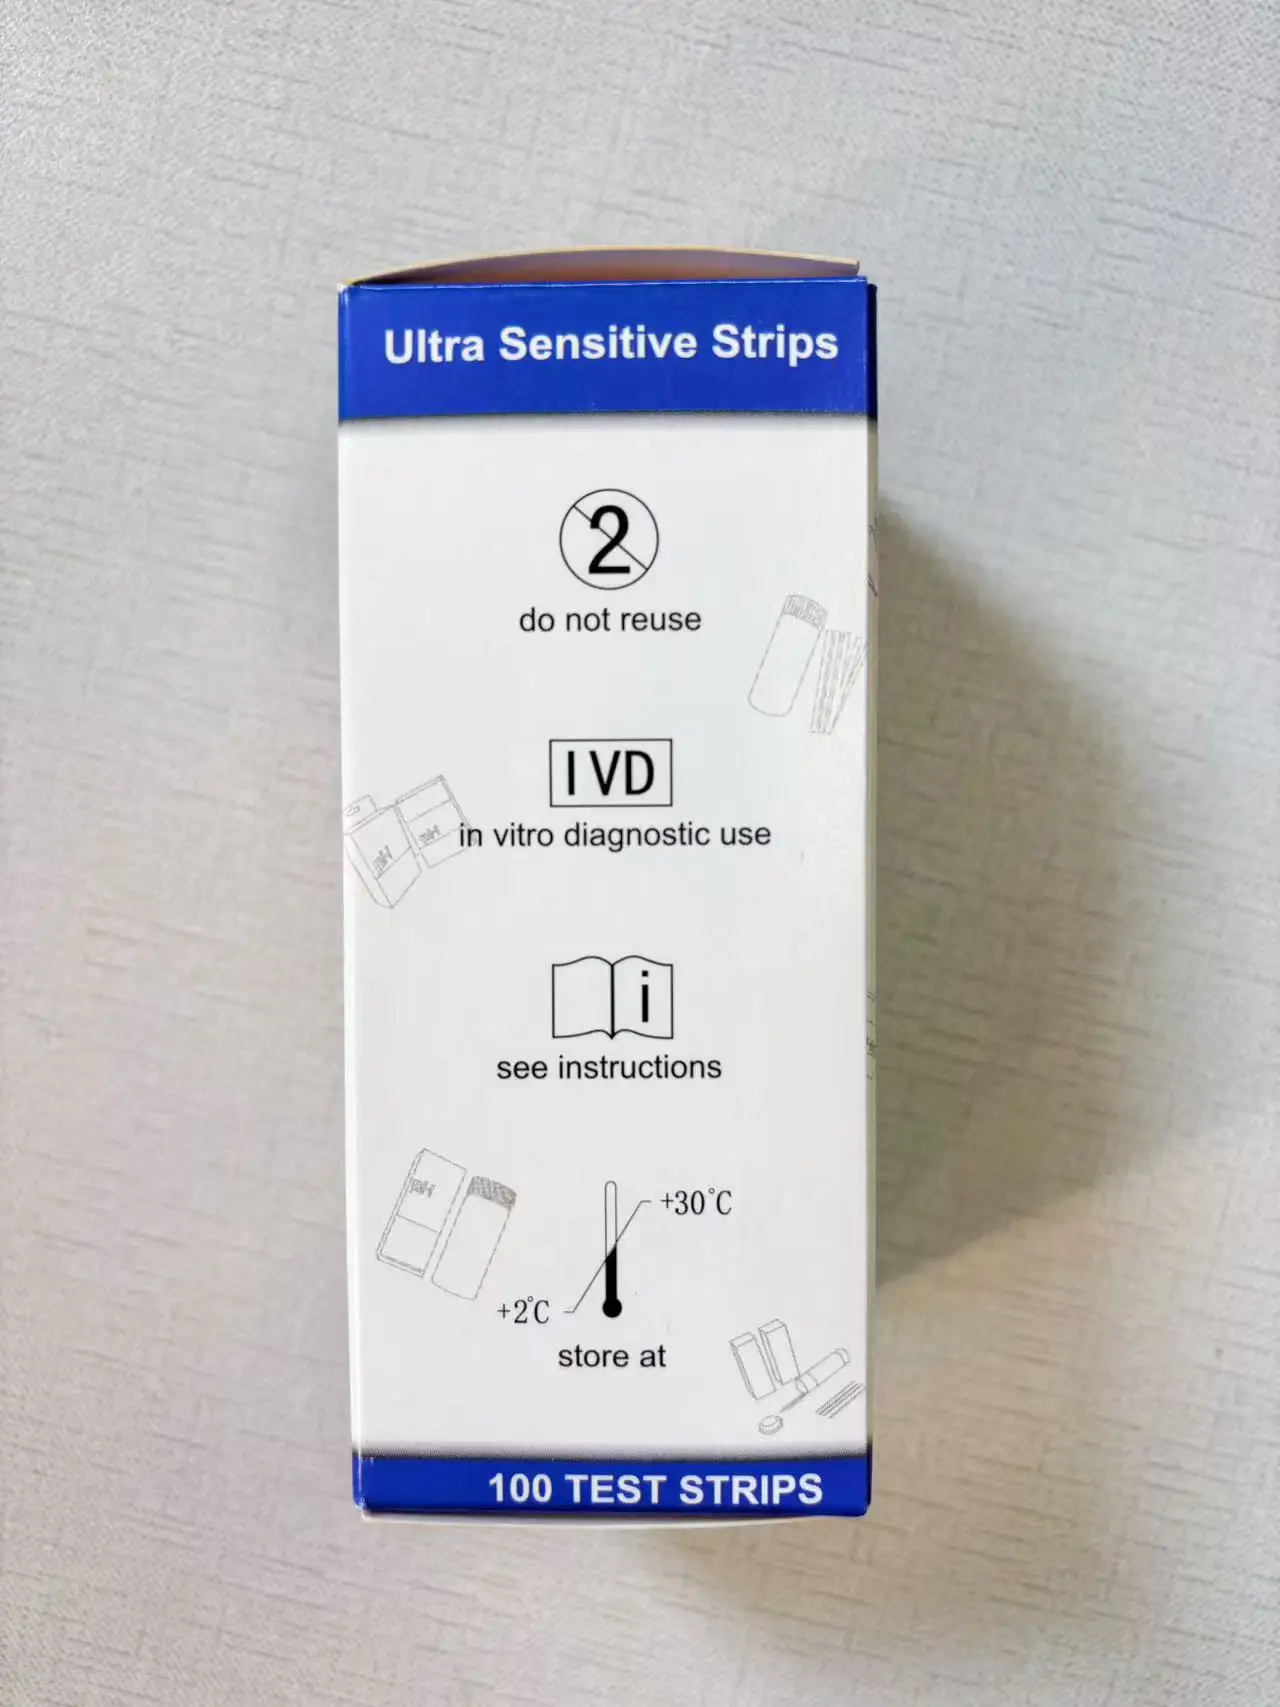 Ultra Sensitive Strips
2
do not reuse
IVD
in vitro diagnostic use
i
see instructions
+30°C
+2°C
store at
100 TEST STRIPS